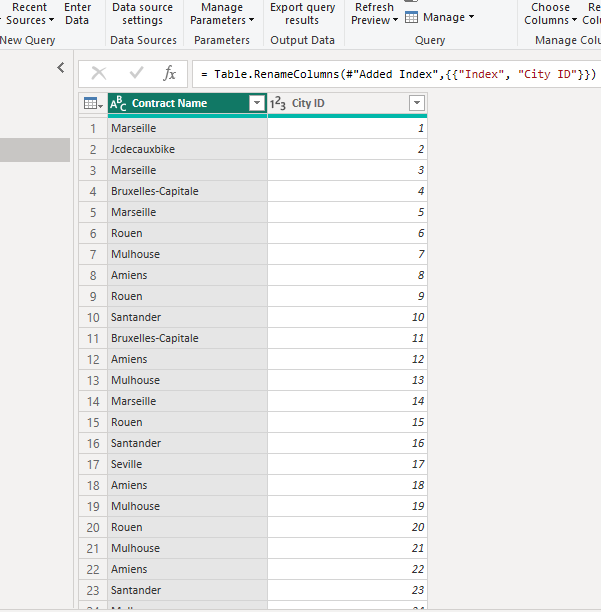 Recent Enter Data source Manage Export query Refresh Choose Re
Sources Data settings Parameters results Preview Manage Columns Colu
New Query Data Sources Parameters Output Data Query Manage Colu
= Table.RenameColumns(#"Added Index",{{"Index", "City ID"}})
ABC Contract Name 123 City ID
1 Marseille 1
2 Jcdecauxbike 2
3 Marseille 3
4 Bruxelles-Capitale 4
5 Marseille 5
6 Rouen 6
7 Mulhouse 7
8 Amiens 8
9 Rouen 9
10 Santander 10
11 Bruxelles-Capitale 11
12 Amiens 12
13 Mulhouse 13
14 Marseille 14
15 Rouen 15
16 Santander 16
17 Seville 17
18 Amiens 18
19 Mulhouse 19
20 Rouen 20
21 Mulhouse 21
22 Amiens 22
23 Santander 23